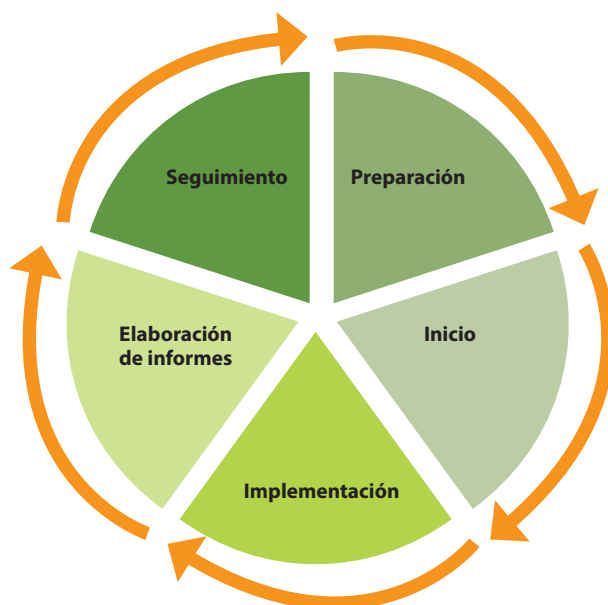 Seguimiento
Preparación
Elaboración
de informes
Inicio
Implementación